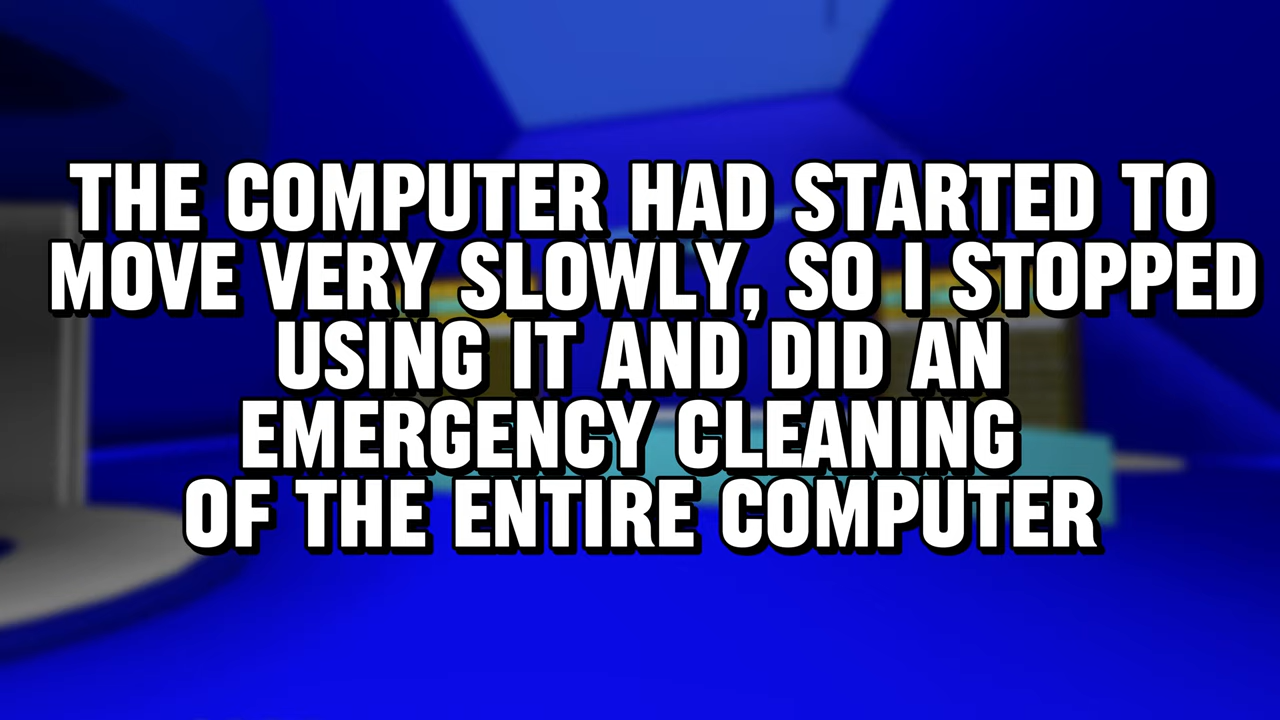 THE COMPUTER HAD STARTED TO
MOVE VERY SLOWLY, SO I STOPPED
USING IT AND DID AN
EMERGENCY CLEANING
OF THE ENTIRE COMPUTER